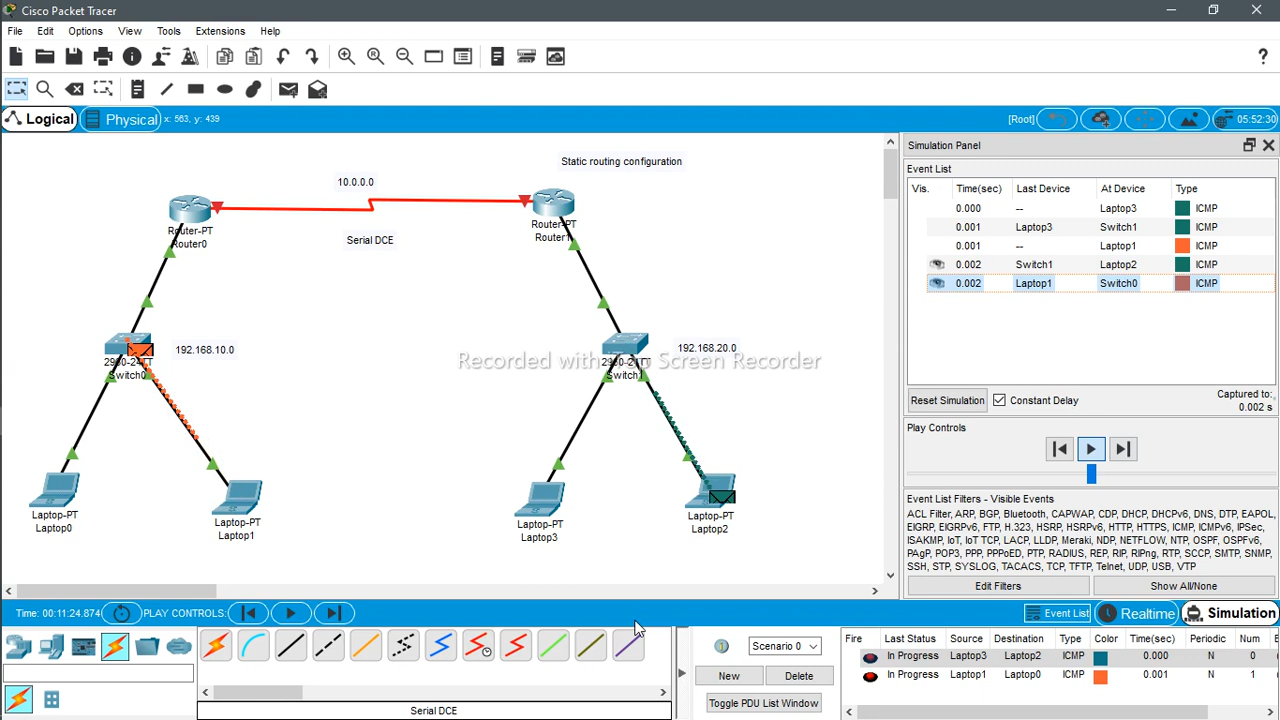 Cisco Packet Tracer
File Edit Options View Tools Extensions Help
Logical Physical x: 563, y: 439 [Root] 05:52:30
Static routing configuration
10.0.0.0
Router-PT
Router0
Serial DCE
Router-PT
Router1
192.168.10.0
Switch0
192.168.20.0
Recorded with Screen Recorder
Laptop-PT
Laptop0
Laptop-PT
Laptop1
Laptop-PT
Laptop3
Laptop-PT
Laptop2
Simulation Panel
Event List
Vis. Time(sec) Last Device At Device Type
0.000 -- Laptop3 ICMP
0.001 Laptop3 Switch1 ICMP
0.001 -- Laptop1 ICMP
0.002 Switch1 Laptop2 ICMP
0.002 Laptop1 Switch0 ICMP
Reset Simulation Constant Delay Captured to:
0.002 s
Play Controls
Event List Filters - Visible Events
ACL Filter, ARP, BGP, Bluetooth, CAPWAP, CDP, DHCP, DHCPv6, DNS, DTP, EAPOL,
EIGRP, EIGRPv6, FTP, H.323, HSRP, HSRPv6, HTTP, HTTPS, ICMP, ICMPv6, IPSec,
ISAKMP, IoT, IoT TCP, LACP, LLDP, Meraki, NDP, NETFLOW, NTP, OSPF, OSPFv6,
PAgP, POP3, PPP, PPPoED, PTP, RADIUS, REP, RIP, RIPng, RTP, SCCP, SMTP, SNMP,
SSH, STP, SYSLOG, TACACS, TCP, TFTP, Telnet, UDP, USB, VTP
Edit Filters Show All/None
Time: 00:11:24.874 PLAY CONTROLS: Event List Realtime Simulation
Scenario 0
New Delete
Toggle PDU List Window
Serial DCE
Fire Last Status Source Destination Type Color Time(sec) Periodic Num
In Progress Laptop3 Laptop2 ICMP 0.000 N 0
In Progress Laptop1 Laptop0 ICMP 0.001 N 1